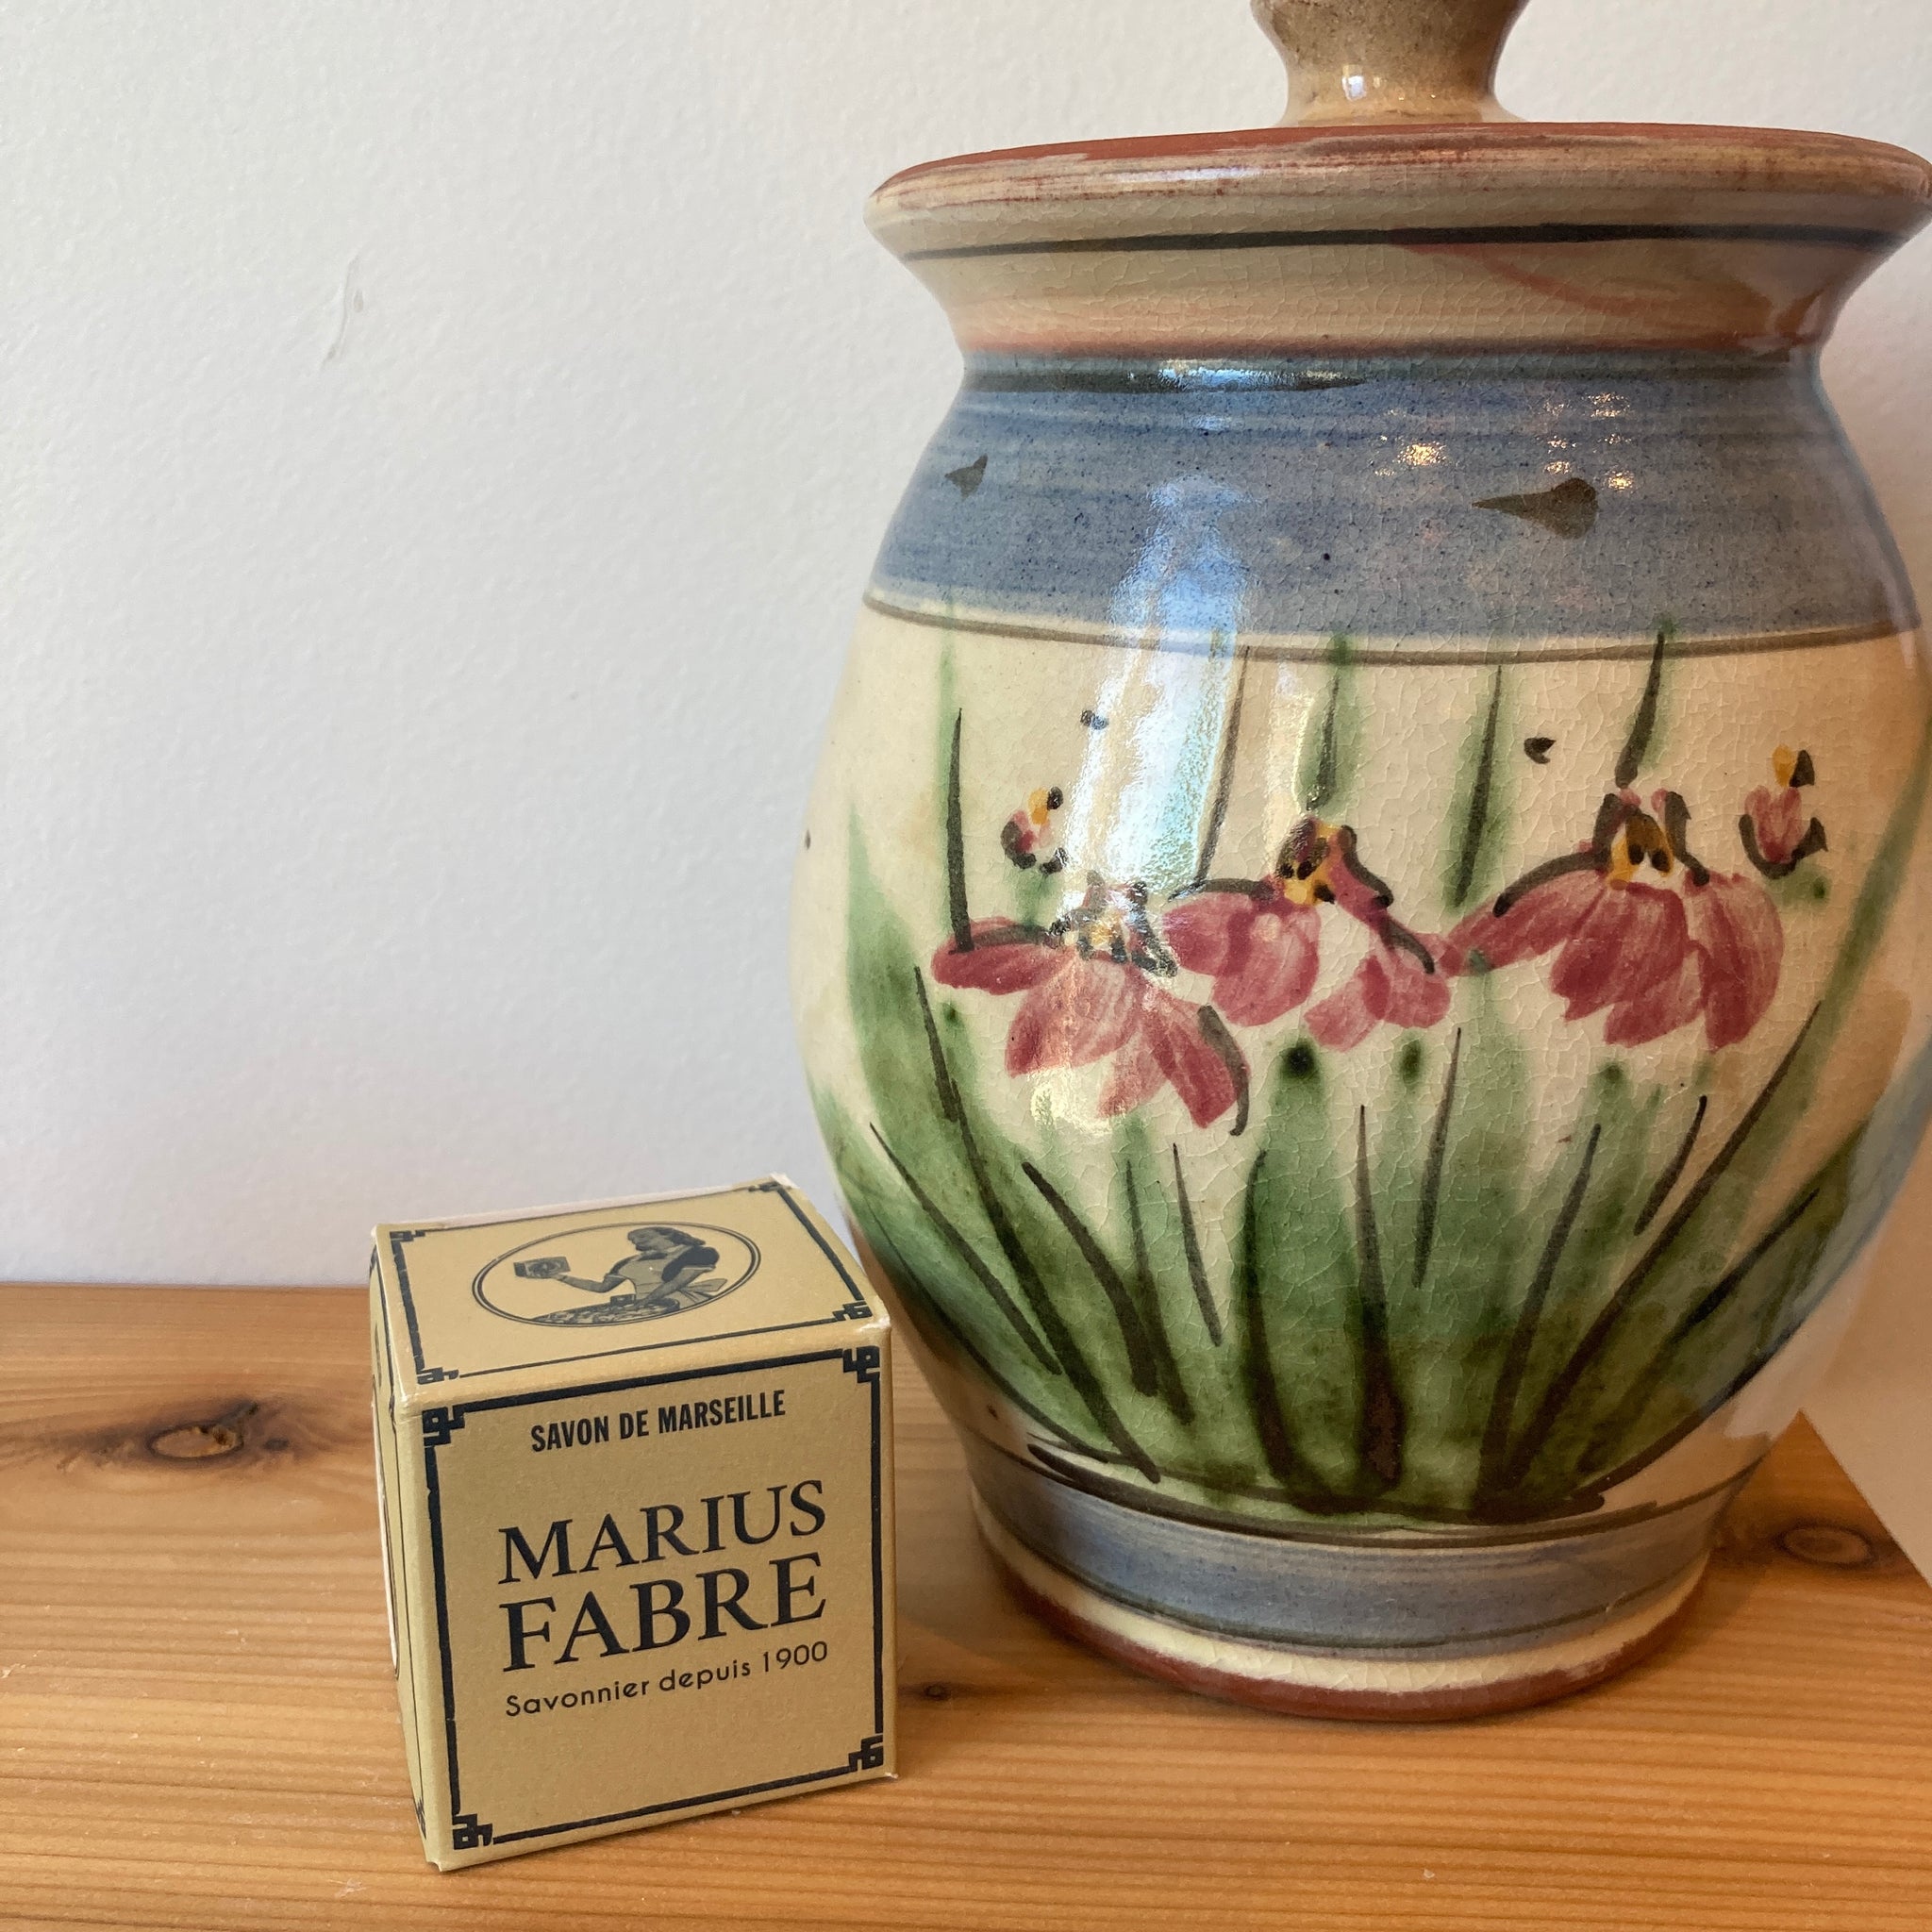 SAVON DE MARSEILLE
MARIUS
FABRE
Savonnier depuis 1900